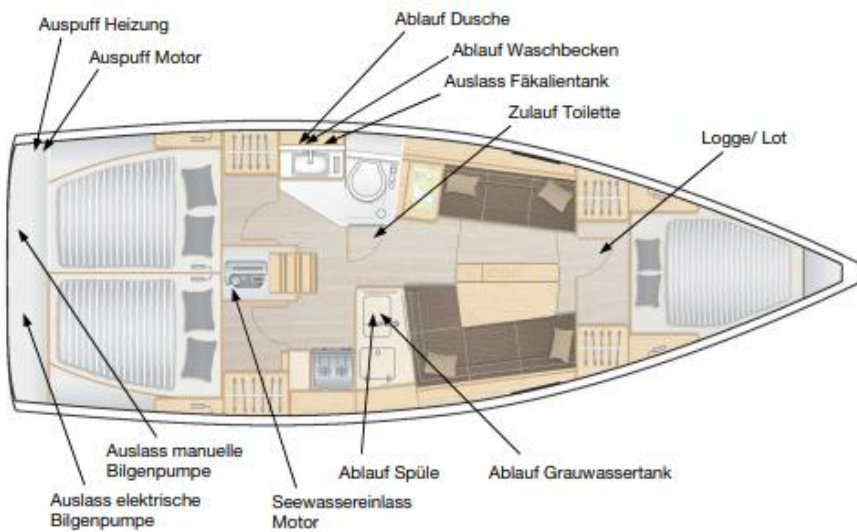 Auspuff Heizung
Auspuff Motor
Ablauf Dusche
Ablauf Waschbecken
Auslass Fäkalientank
Zulauf Toilette
Logge/ Lot
Auslass manuelle
Bilgenpumpe
Auslass elektrische
Bilgenpumpe
Seewassereinlass
Motor
Ablauf Spüle
Ablauf Grauwassertank